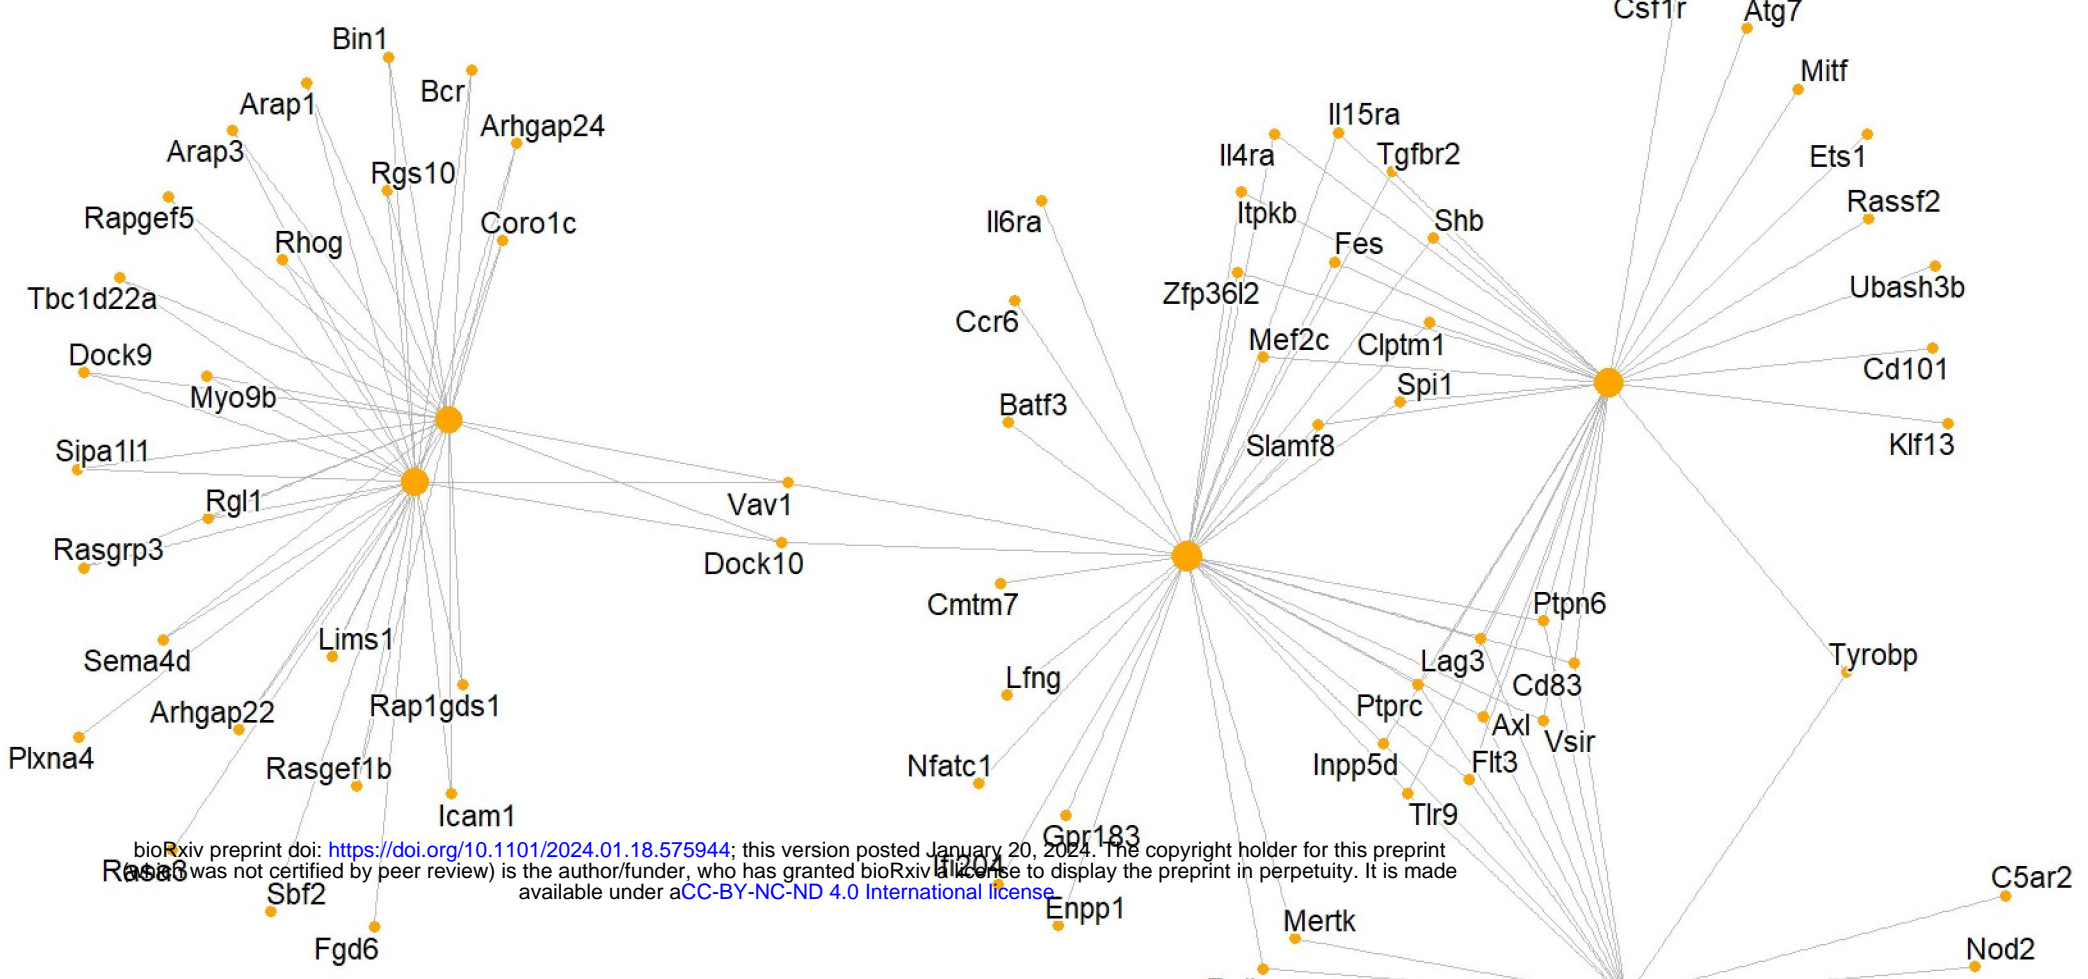 Csf1r
Atg7
Bin1
Mitf
Bcr
Arap1
Il15ra
Arhgap24
Arap3
Il4ra
Tgfbr2
Ets1
Rgs10
Rassf2
Rapgef5
Itpkb
Coro1c
Il6ra
Shb
Rhog
Fes
Tbc1d22a
Zfp36l2
Ubash3b
Ccr6
Mef2c
Clptm1
Dock9
Cd101
Myo9b
Spi1
Batf3
Slamf8
Klf13
Sipa1l1
Rgl1
Vav1
Rasgrp3
Dock10
Cmtm7
Ptpn6
Lims1
Sema4d
Tyrobp
Lag3
Lfng
Cd83
Rap1gds1
Ptprc
Arhgap22
Axl
Vsir
Plxna4
Rasgef1b
Nfatc1
Inpp5d
Flt3
Icam1
Tlr9
Gpr183
bioRxiv preprint doi: https://doi.org/10.1101/2024.01.18.575944; this version posted January 20, 2024. The copyright holder for this preprint
(which was not certified by peer review) is the author/funder, who has granted bioRxiv a license to display the preprint in perpetuity. It is made
available under aCC-BY-NC-ND 4.0 International license.
Rasa3
Ifi204
C5ar2
Sbf2
Enpp1
Mertk
Fgd6
Nod2